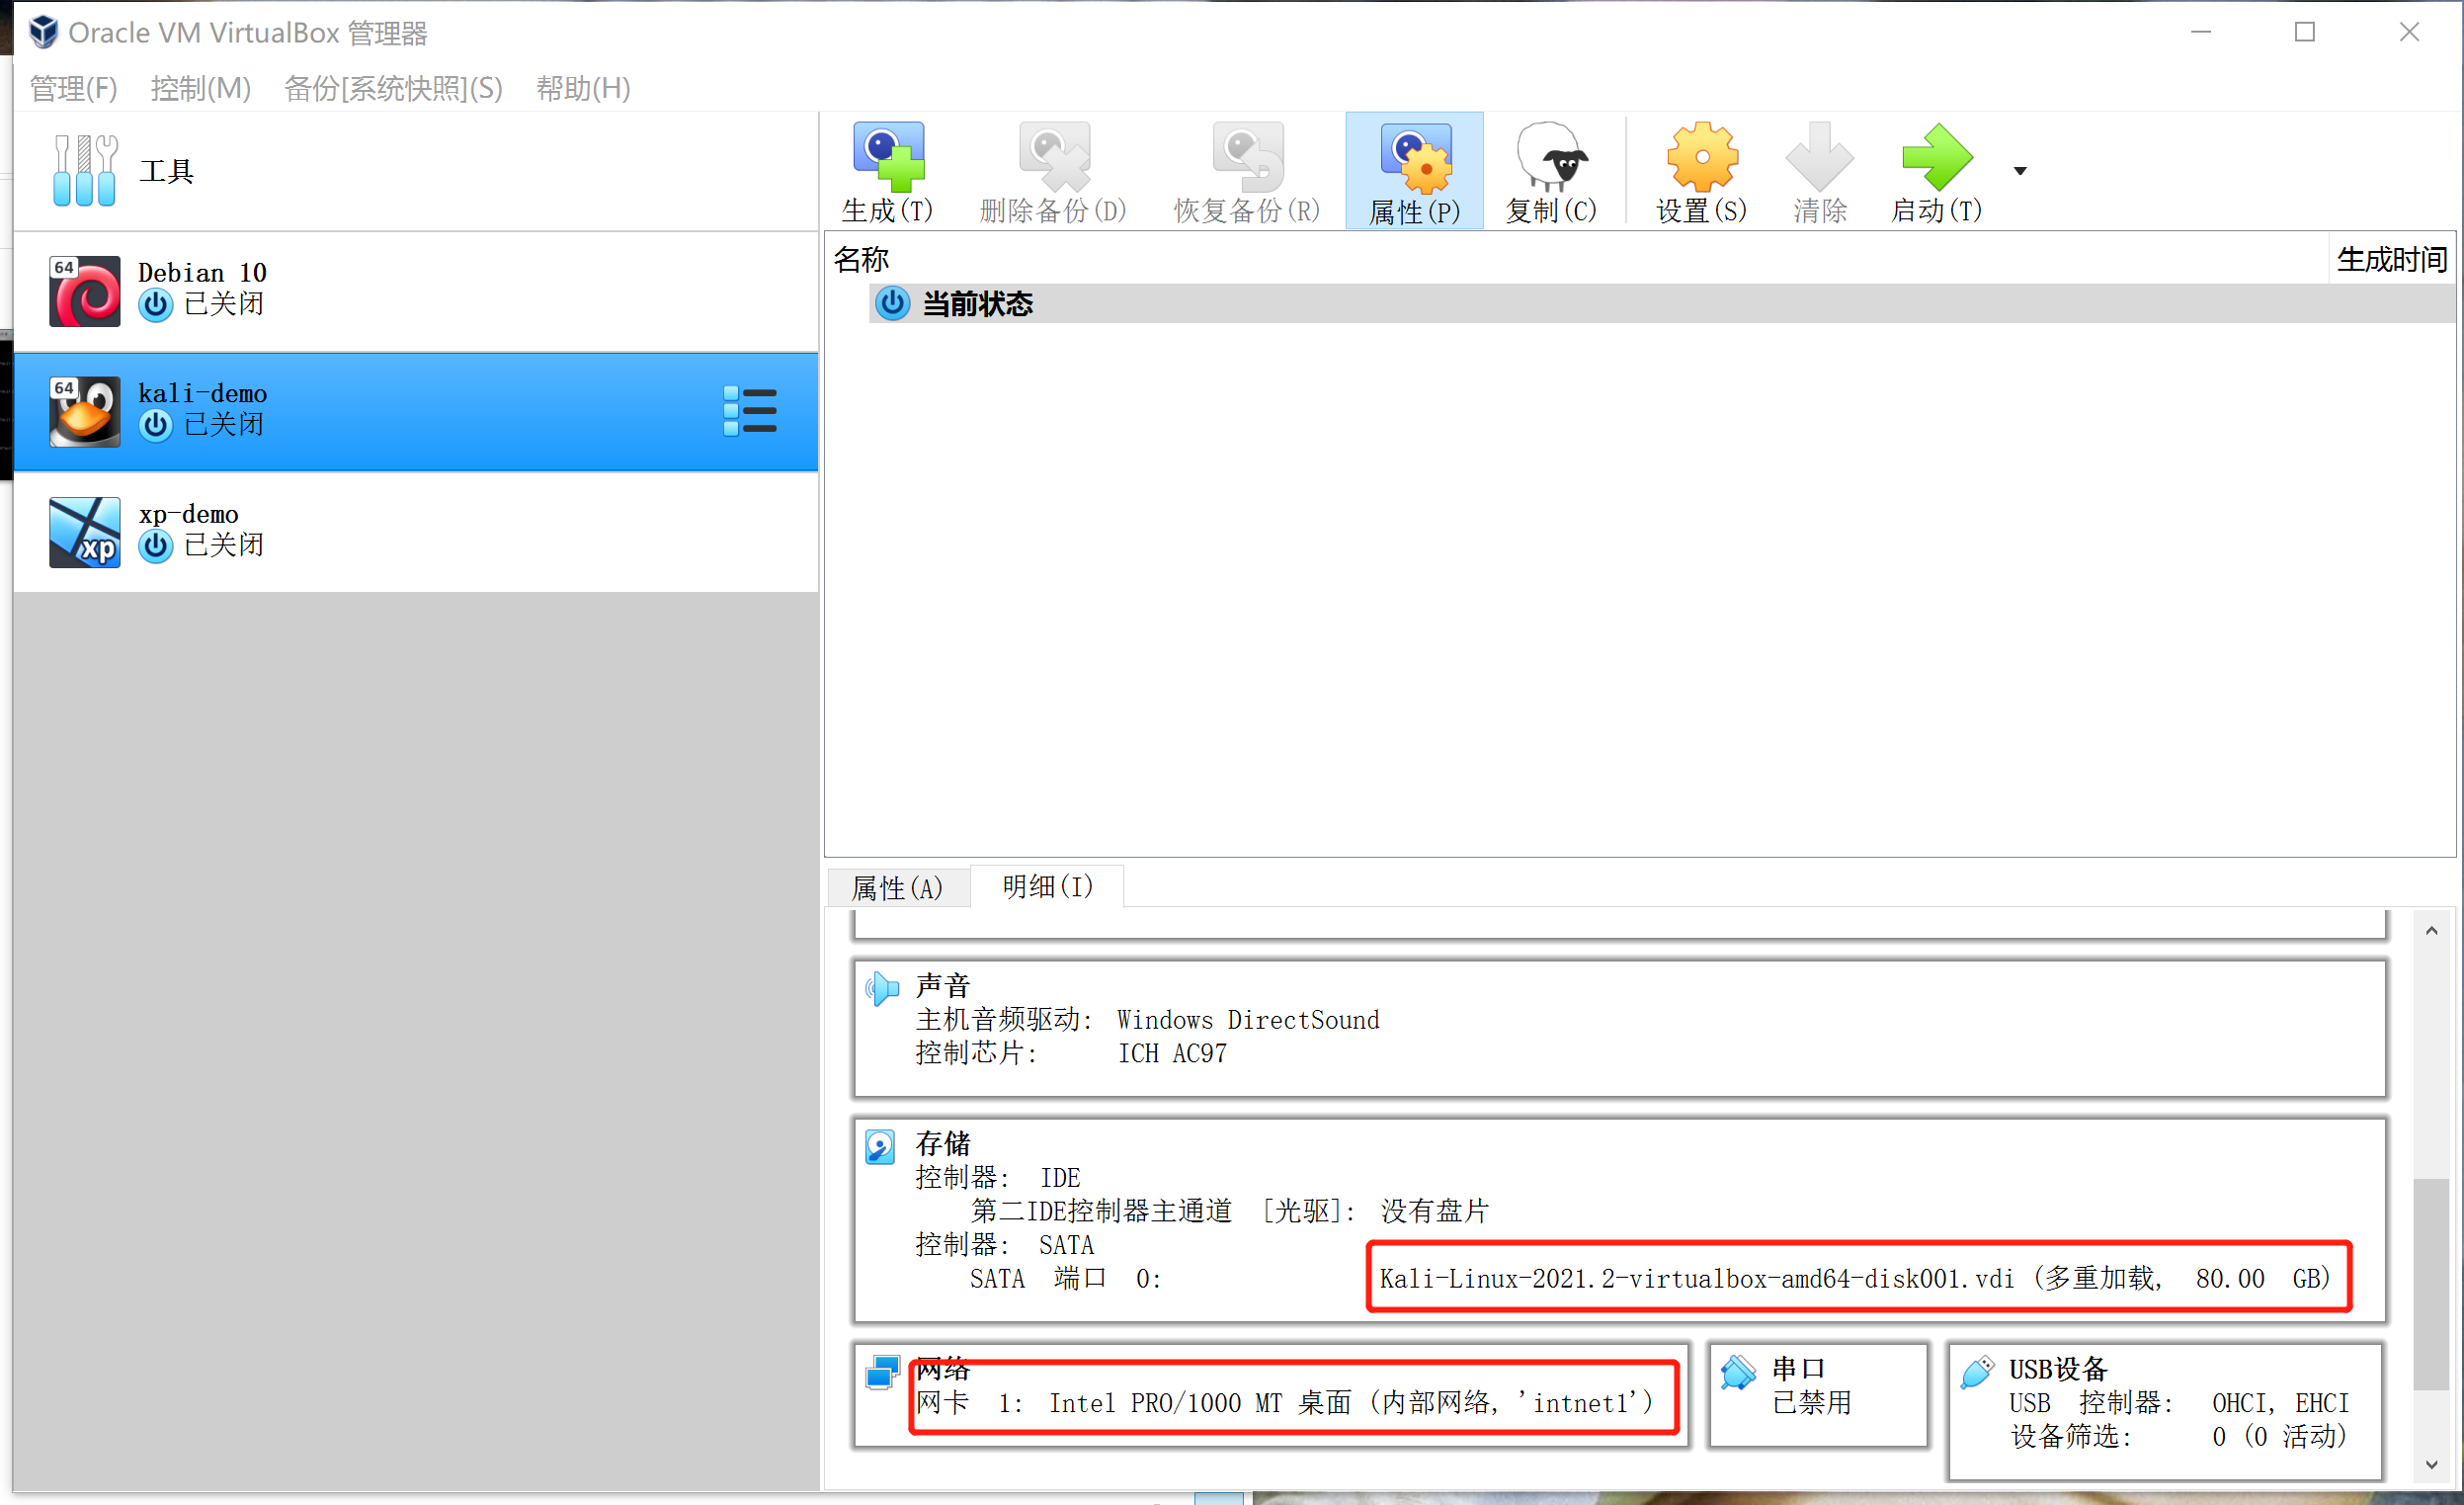 Oracle VM VirtualBox 管理器
管理(F) 控制(M) 备份[系统快照](S) 帮助(H)
工具
生成(T) 删除备份(D) 恢复备份(R) 属性(P) 复制(C) 设置(S) 清除 启动(T)
64
Debian 10
已关闭
64
kali-demo
已关闭
xp
xp-demo
已关闭
名称 生成时间
当前状态
属性(A) 明细(I)
声音
主机音频驱动: Windows DirectSound
控制芯片: ICH AC97
存储
控制器: IDE
第二IDE控制器主通道 [光驱]: 没有盘片
控制器: SATA
SATA 端口 0: Kali-Linux-2021.2-virtualbox-amd64-disk001.vdi (多重加载, 80.00 GB)
网络
网卡 1: Intel PRO/1000 MT 桌面 (内部网络, 'intnet1')
串口
已禁用
USB设备
USB 控制器: OHCI, EHCI
设备筛选: 0 (0 活动)